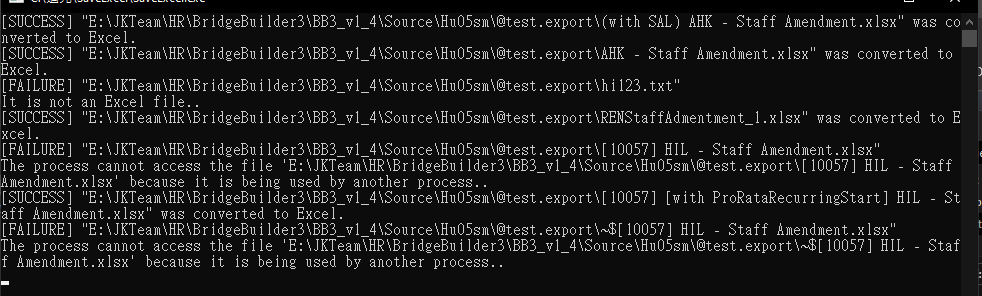 [SUCCESS] "E:\JKTeam\HR\BridgeBuilder3\BB3_v1_4\Source\Hu05sm\@test.export\(with SAL) AHK - Staff Amendment.xlsx" was co
nverted to Excel.
[SUCCESS] "E:\JKTeam\HR\BridgeBuilder3\BB3_v1_4\Source\Hu05sm\@test.export\AHK - Staff Amendment.xlsx" was converted to
Excel.
[FAILURE] "E:\JKTeam\HR\BridgeBuilder3\BB3_v1_4\Source\Hu05sm\@test.export\hi123.txt"
It is not an Excel file..
[SUCCESS] "E:\JKTeam\HR\BridgeBuilder3\BB3_v1_4\Source\Hu05sm\@test.export\RENStaffAdmentment_1.xlsx" was converted to E
xcel.
[FAILURE] "E:\JKTeam\HR\BridgeBuilder3\BB3_v1_4\Source\Hu05sm\@test.export\[10057] HIL - Staff Amendment.xlsx"
The process cannot access the file 'E:\JKTeam\HR\BridgeBuilder3\BB3_v1_4\Source\Hu05sm\@test.export\[10057] HIL - Staff
Amendment.xlsx' because it is being used by another process..
[SUCCESS] "E:\JKTeam\HR\BridgeBuilder3\BB3_v1_4\Source\Hu05sm\@test.export\[10057] [with ProRataRecurringStart] HIL - St
aff Amendment.xlsx" was converted to Excel.
[FAILURE] "E:\JKTeam\HR\BridgeBuilder3\BB3_v1_4\Source\Hu05sm\@test.export\~$[10057] HIL - Staff Amendment.xlsx"
The process cannot access the file 'E:\JKTeam\HR\BridgeBuilder3\BB3_v1_4\Source\Hu05sm\@test.export\~$[10057] HIL - Staf
f Amendment.xlsx' because it is being used by another process..